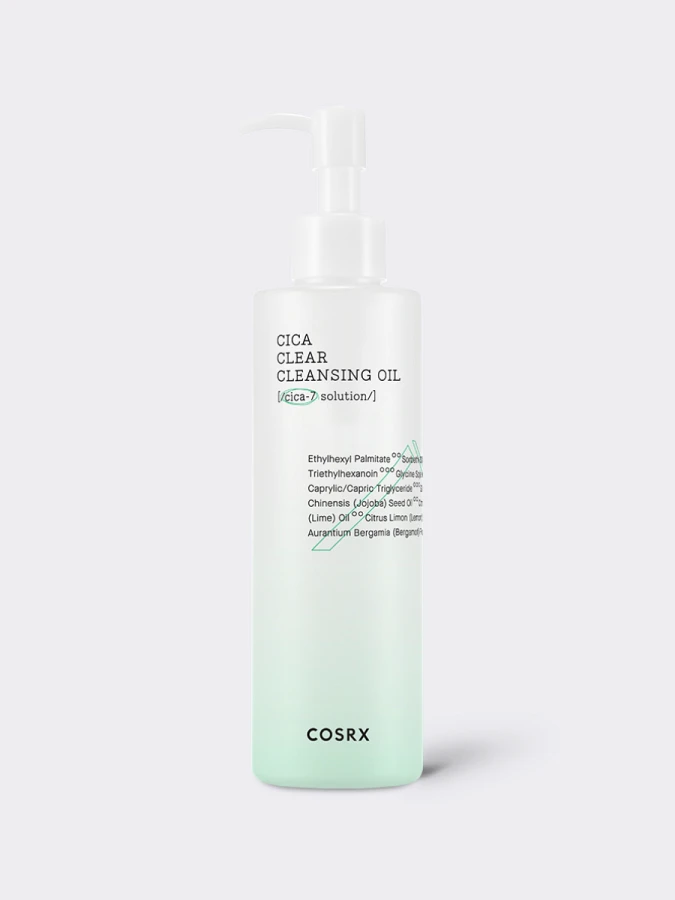 CICA
CLEAR
CLEANSING OIL
[/cica-7 solution/]
Ethylhexyl Palmitate
Triethylhexanoin
Caprylic/Capric Triglyceride
Chinensis (Jojoba) Seed Oil
(Lime) Oil °° Citrus Limon (Lemon)
Aurantium Bergamia (Bergamot)
COSRX